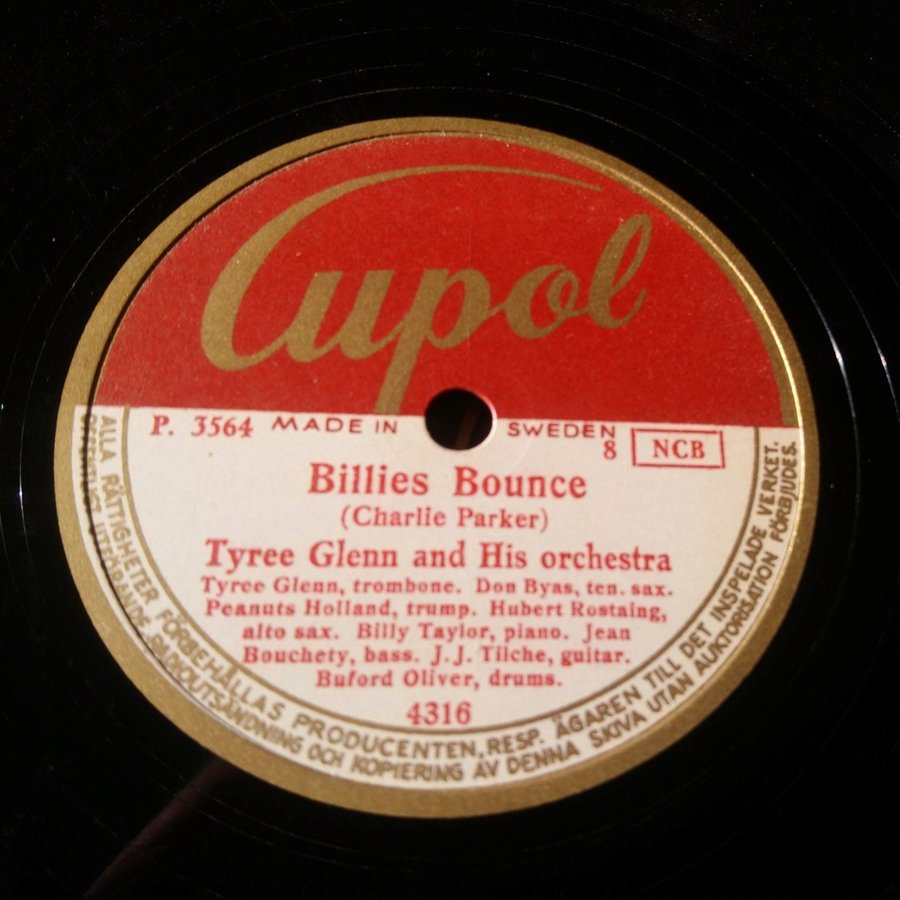 Cupol
P. 3564 MADE IN SWEDEN
8 NCB
Billies Bounce
(Charlie Parker)
Tyree Glenn and His orchestra
Tyree Glenn, trombone. Don Byas, ten. sax.
Peanuts Holland, trump. Hubert Rostaing,
alto sax. Billy Taylor, piano. Jean
Bouchety, bass. J.J. Tilche, guitar.
Buford Oliver, drums.
4316
ALLA RÄTTIGHETER FÖRBEHÅLLAS PRODUCENTEN, RESP. ÄGAREN TILL DET INSPELADE VERKET.
OFFENTLIGT UTFÖRANDE RADIOUTSÄNDNING OCH KOPIERING AV DENNA SKIVA UTAN AUKTORISATION FÖRBJUDES.